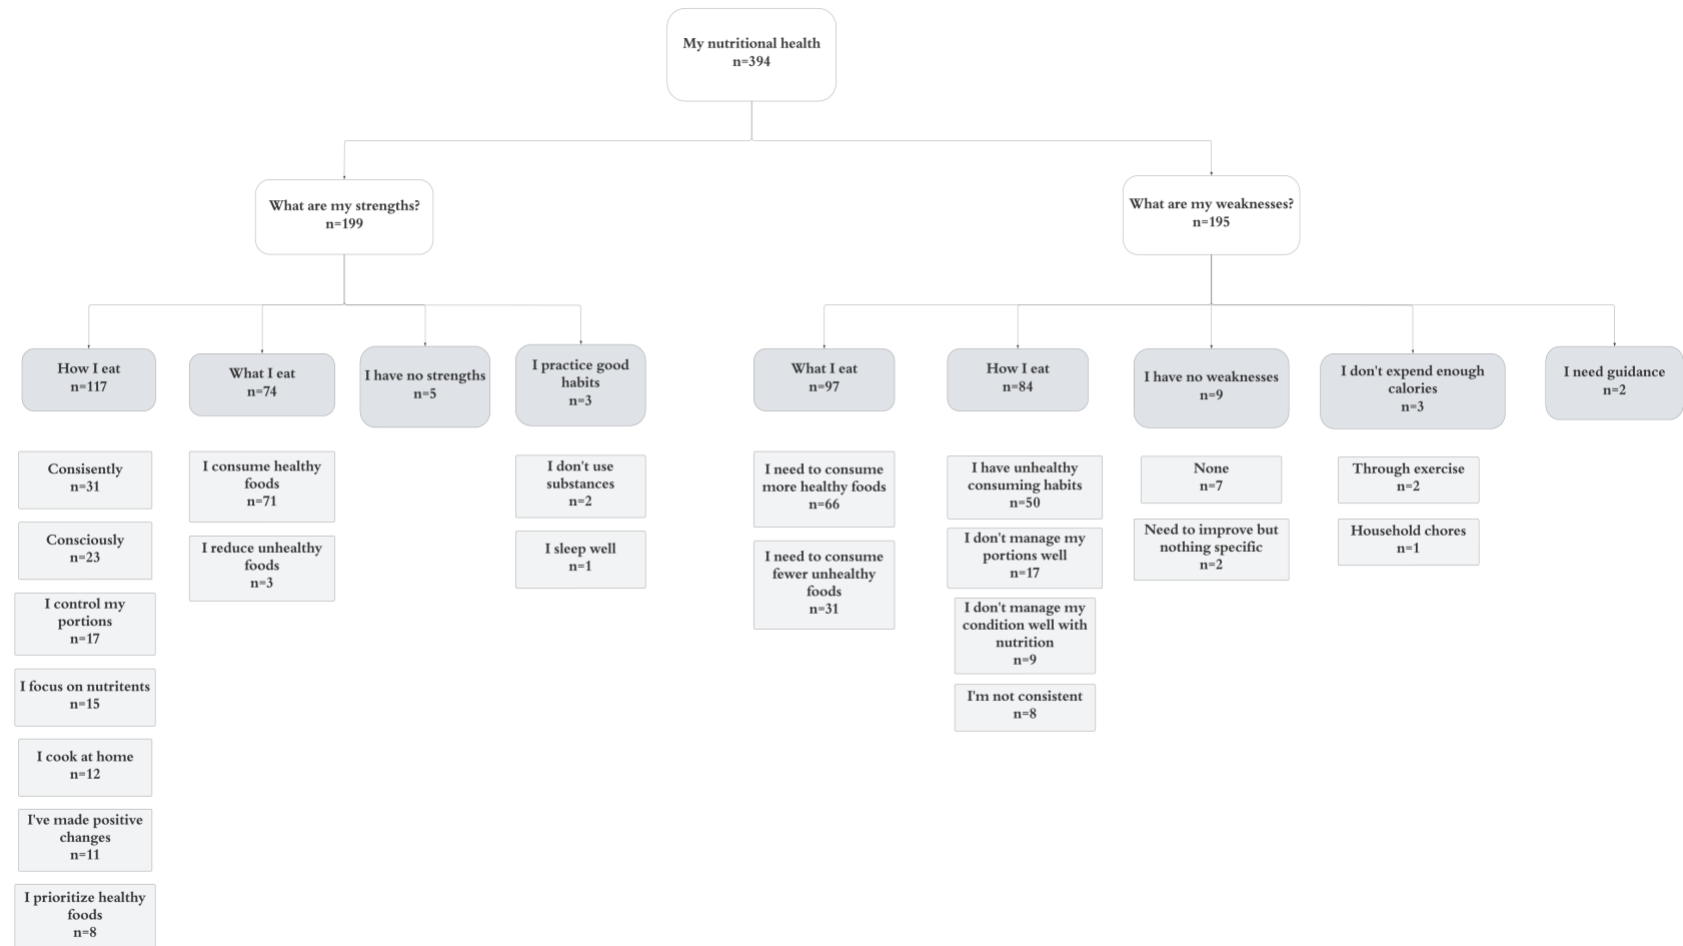 My nutritional health
n=394
What are my strengths?
n=199
What are my weaknesses?
n=195
How I eat
n=117
What I eat
n=74
I have no strengths
n=5
I practice good
habits
n=3
What I eat
n=97
How I eat
n=84
I have no weaknesses
n=9
I don't expend enough
calories
n=3
I need guidance
n=2
Consisently
n=31
Consciously
n=23
I control my
portions
n=17
I focus on nutritents
n=15
I cook at home
n=12
I've made positive
changes
n=11
I prioritize healthy
foods
n=8
I consume healthy
foods
n=71
I reduce unhealthy
foods
n=3
I don't use
substances
n=2
I sleep well
n=1
I need to consume
more healthy foods
n=66
I need to consume
fewer unhealthy
foods
n=31
I have unhealthy
consuming habits
n=50
I don't manage my
portions well
n=17
I don't manage my
condition well with
nutrition
n=9
I'm not consistent
n=8
None
n=7
Need to improve but
nothing specific
n=2
Through exercise
n=2
Household chores
n=1